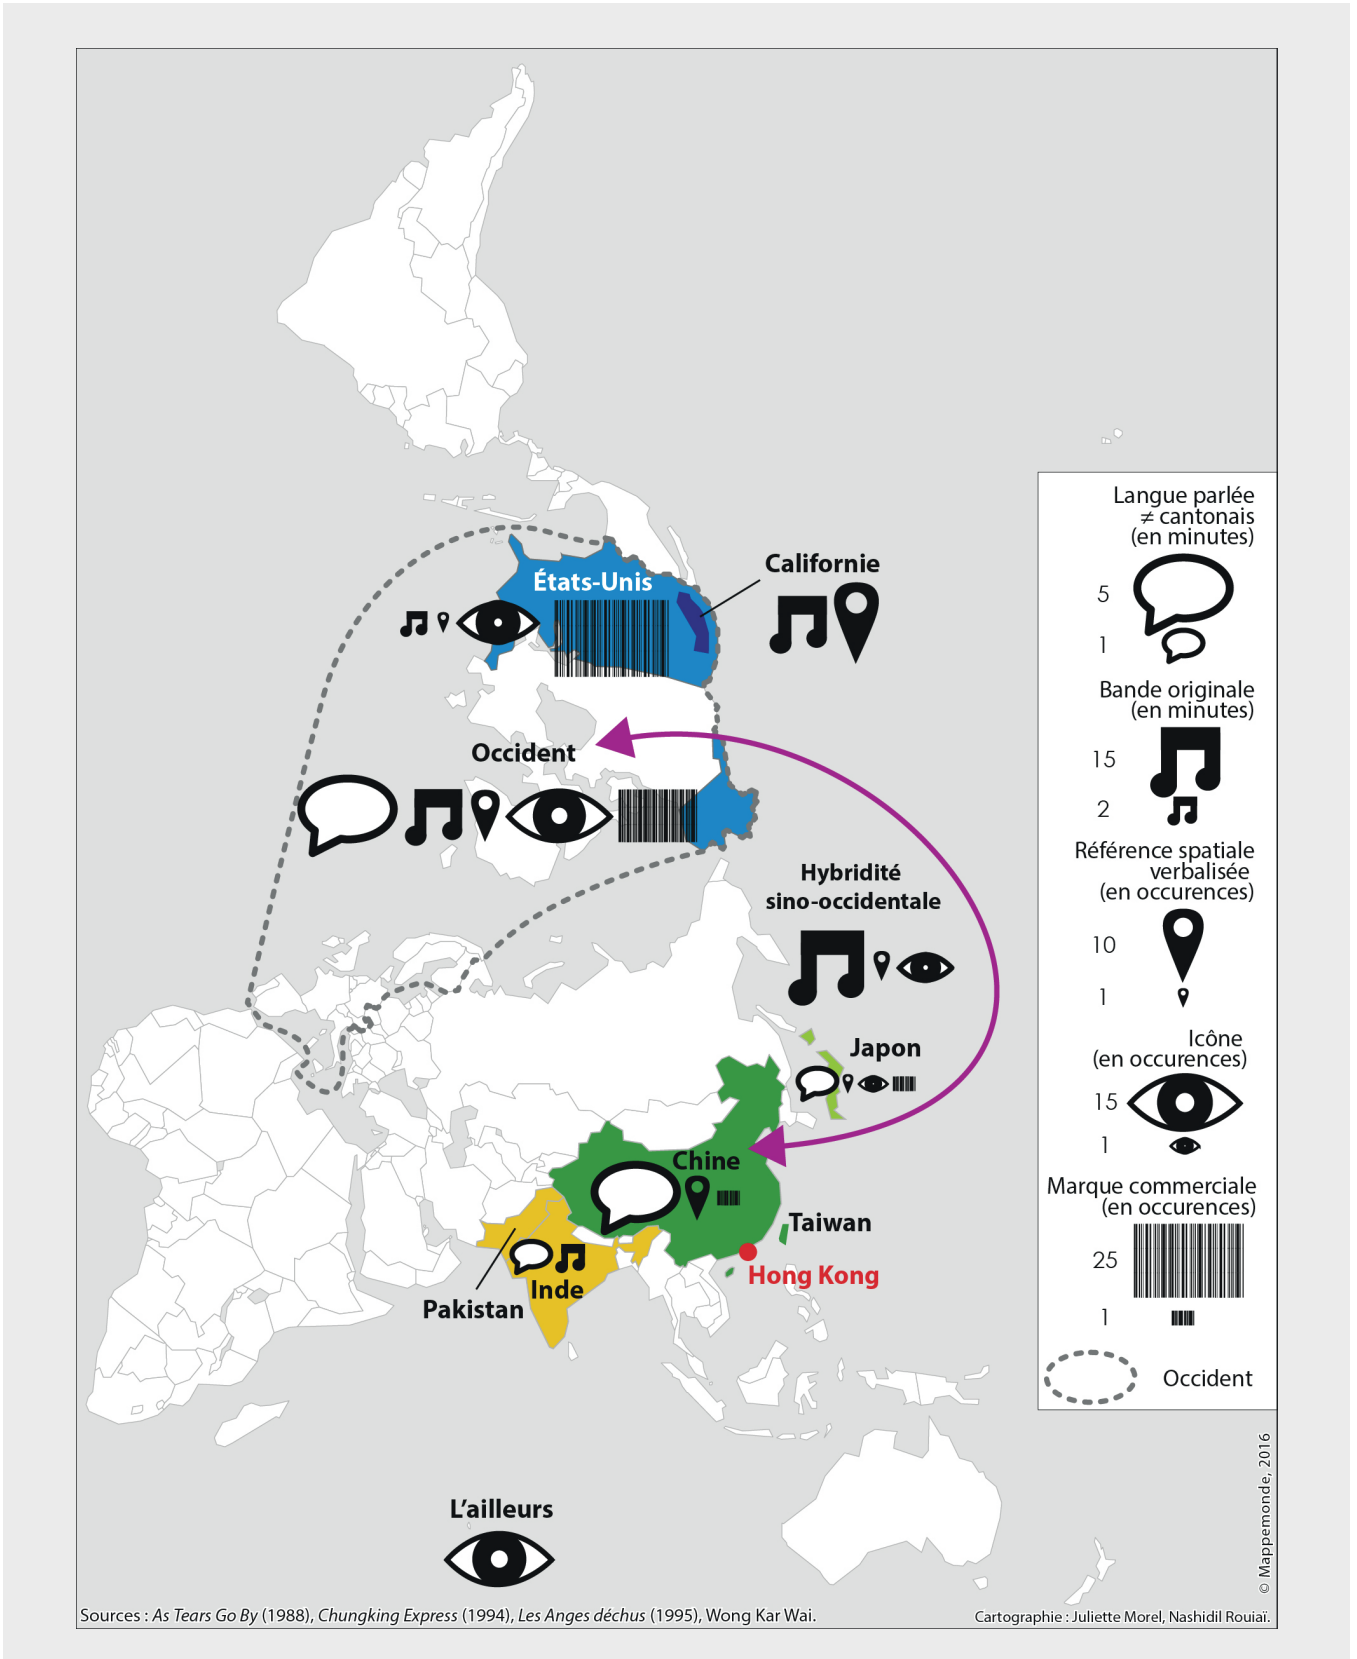 États-Unis
Californie
Occident
Hybridité
sino-occidentale
Japon
Chine
Taiwan
Hong Kong
Inde
Pakistan
L'ailleurs
Langue parlée
≠ cantonais
(en minutes)
5
1
Bande originale
(en minutes)
15
2
Référence spatiale
verbalisée
(en occurences)
10
1
Icône
(en occurences)
15
1
Marque commerciale
(en occurences)
25
1
Occident
© Mappemonde, 2016
Sources : As Tears Go By (1988), Chungking Express (1994), Les Anges déchus (1995), Wong Kar Wai.
Cartographie : Juliette Morel, Nashidil Rouiaï.